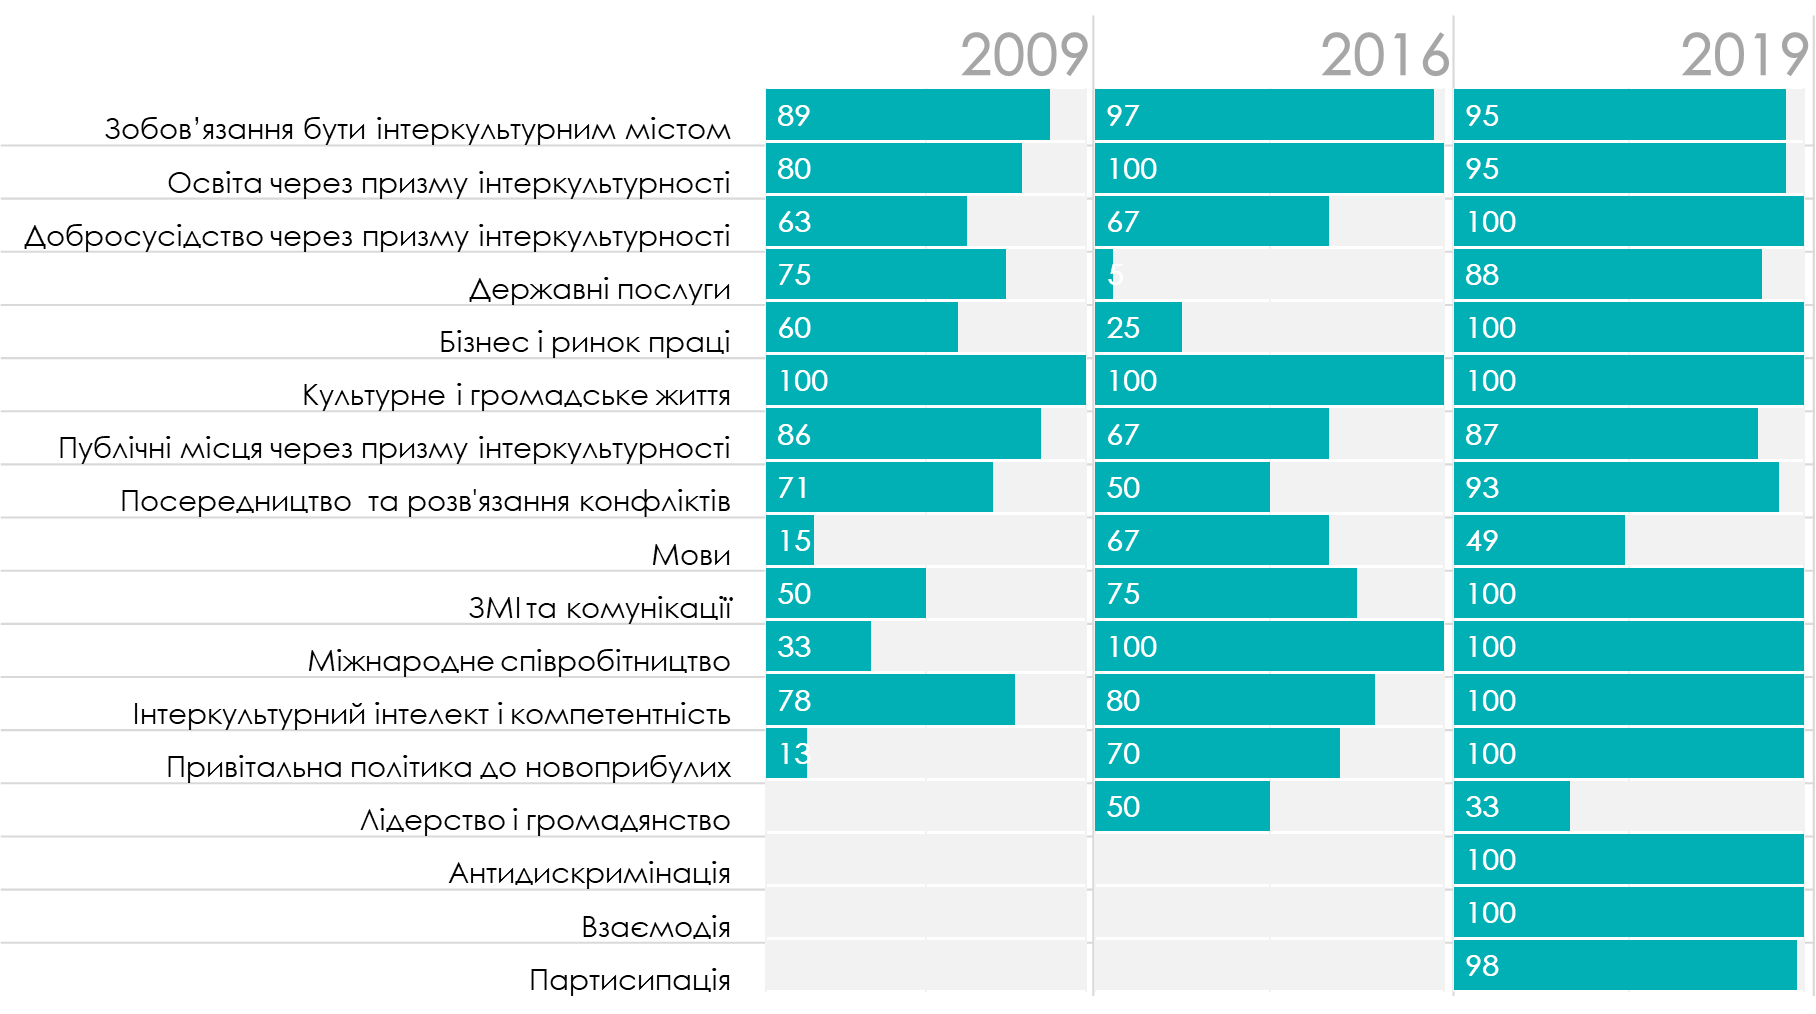 2009 2016 2019
Зобов’язання бути інтеркультурним містом 89 97 95
Освіта через призму інтеркультурності 80 100 95
Добросусідство через призму інтеркультурності 63 67 100
Державні послуги 75 5 88
Бізнес і ринок праці 60 25 100
Культурне і громадське життя 100 100 100
Публічні місця через призму інтеркультурності 86 67 87
Посередництво та розв'язання конфліктів 71 50 93
Мови 15 67 49
ЗМІ та комунікації 50 75 100
Міжнародне співробітництво 33 100 100
Інтеркультурний інтелект і компетентність 78 80 100
Привітальна політика до новоприбулих 13 70 100
Лідерство і громадянство 50 33
Антидискримінація 100
Взаємодія 100
Партисипація 98